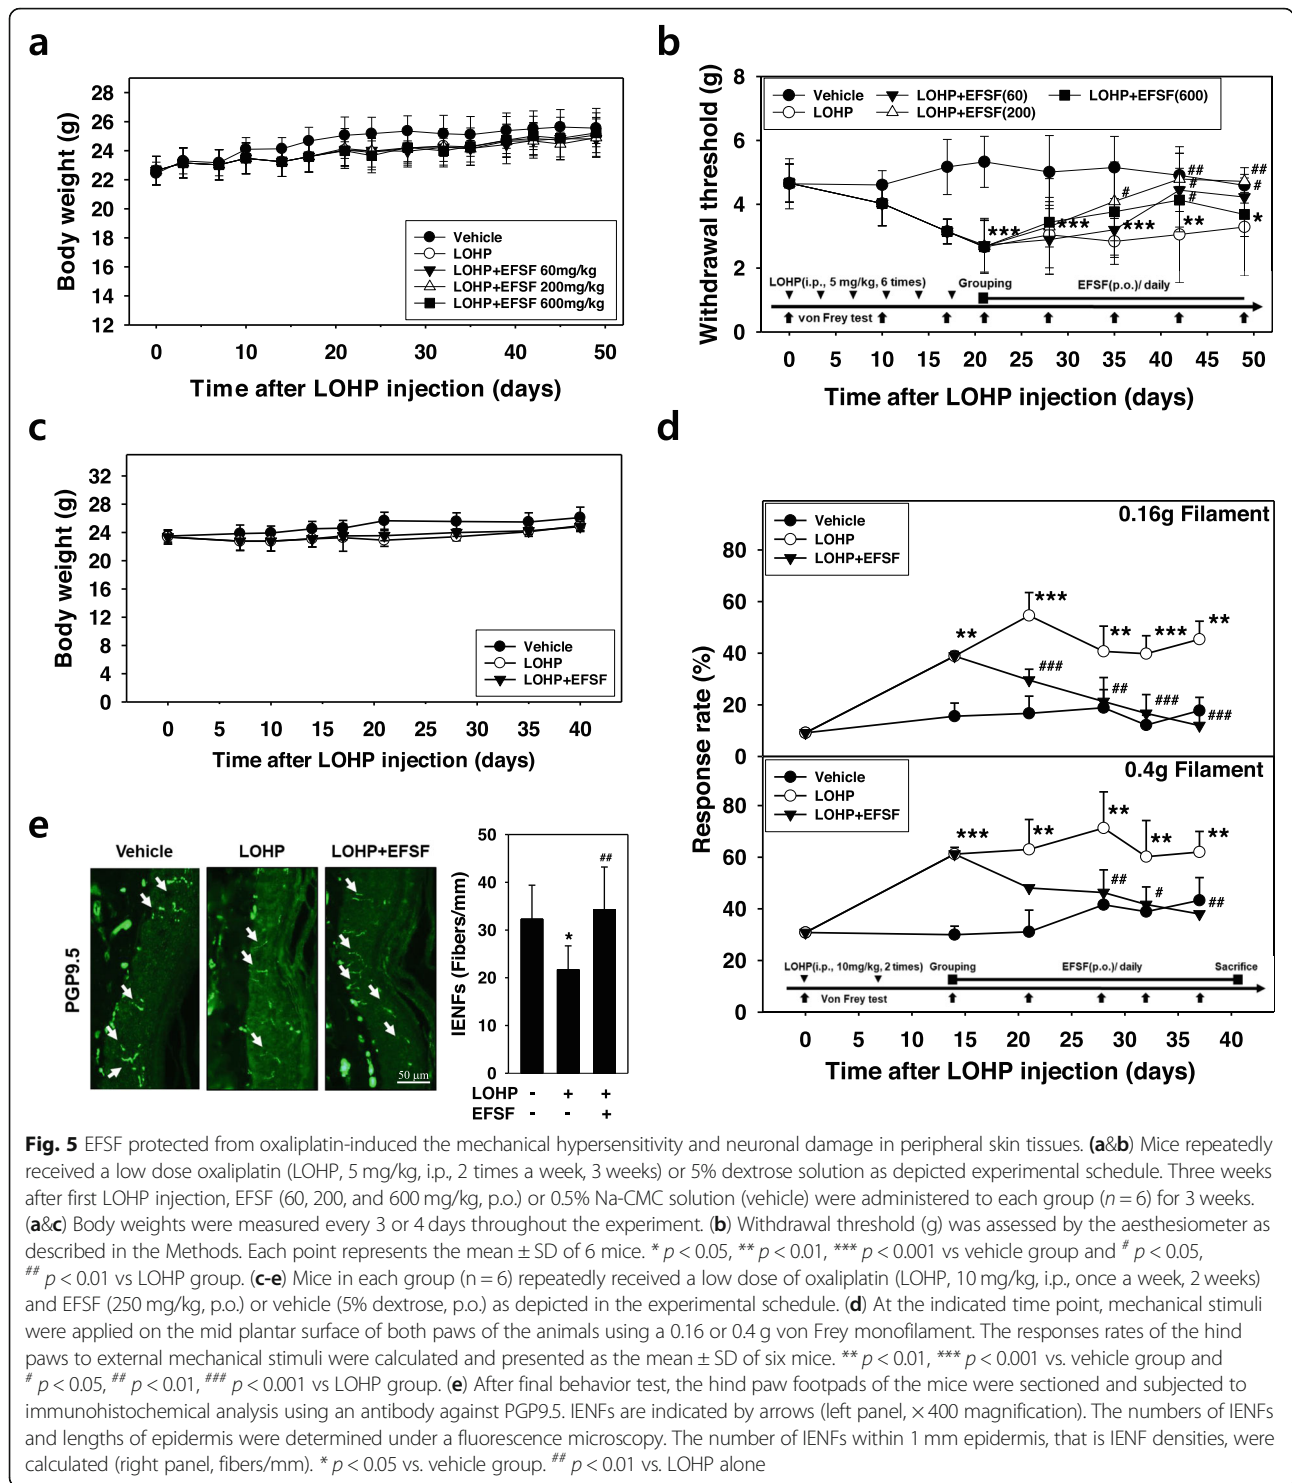 a
28
26
24
22
20
18
16
14
12
Body weight (g)
Vehicle
LOHP
LOHP+EFSF 60mg/kg
LOHP+EFSF 200mg/kg
LOHP+EFSF 600mg/kg
0 10 20 30 40 50
Time after LOHP injection (days)
b
8
6
4
2
0
Withdrawal threshold (g)
Vehicle
LOHP
LOHP+EFSF(60)
LOHP+EFSF(200)
LOHP+EFSF(600)
*** *** # *** ## # # ** ## # *
LOHP(i.p., 5 mg/kg, 6 times) Grouping EFSF(p.o.)/ daily
von Frey test
0 5 10 15 20 25 30 35 40 45 50
Time after LOHP injection (days)
c
32
28
24
20
16
12
8
4
0
Body weight (g)
Vehicle
LOHP
LOHP+EFSF
0 5 10 15 20 25 30 35 40
Time after LOHP injection (days)
d
Response rate (%)
0.16g Filament
Vehicle
LOHP
LOHP+EFSF
80
60
40
20
0
** *** ** *** **
### ## ### ###
0.4g Filament
Vehicle
LOHP
LOHP+EFSF
80
60
40
20
0
*** ** ** ** **
## # ##
LOHP(i.p., 10mg/kg, 2 times) Grouping EFSF(p.o.)/ daily Sacrifice
Von Frey test
0 4 8 12 16 20 24 28 32 36 40
Time after LOHP injection (days)
e
Vehicle LOHP LOHP+EFSF
PGP9.5
50 µm
50
40
30
20
10
0
IENFs (Fibers/mm)
* ##
LOHP - + +
EFSF - - +
Fig. 5 EFSF protected from oxaliplatin-induced the mechanical hypersensitivity and neuronal damage in peripheral skin tissues. (a&b) Mice repeatedly
received a low dose oxaliplatin (LOHP, 5 mg/kg, i.p., 2 times a week, 3 weeks) or 5% dextrose solution as depicted experimental schedule. Three weeks
after first LOHP injection, EFSF (60, 200, and 600 mg/kg, p.o.) or 0.5% Na-CMC solution (vehicle) were administered to each group (n = 6) for 3 weeks.
(a&c) Body weights were measured every 3 or 4 days throughout the experiment. (b) Withdrawal threshold (g) was assessed by the aesthesiometer as
described in the Methods. Each point represents the mean ± SD of 6 mice. * p < 0.05, ** p < 0.01, *** p < 0.001 vs vehicle group and # p < 0.05,
## p < 0.01 vs LOHP group. (c-e) Mice in each group (n = 6) repeatedly received a low dose of oxaliplatin (LOHP, 10 mg/kg, i.p., once a week, 2 weeks)
and EFSF (250 mg/kg, p.o.) or vehicle (5% dextrose, p.o.) as depicted in the experimental schedule. (d) At the indicated time point, mechanical stimuli
were applied on the mid plantar surface of both paws of the animals using a 0.16 or 0.4 g von Frey monofilament. The responses rates of the hind
paws to external mechanical stimuli were calculated and presented as the mean ± SD of six mice. ** p < 0.01, *** p < 0.001 vs. vehicle group and
# p < 0.05, ## p < 0.01, ### p < 0.001 vs LOHP group. (e) After final behavior test, the hind paw footpads of the mice were sectioned and subjected to
immunohistochemical analysis using an antibody against PGP9.5. IENFs are indicated by arrows (left panel, × 400 magnification). The numbers of IENFs
and lengths of epidermis were determined under a fluorescence microscopy. The number of IENFs within 1 mm epidermis, that is IENF densities, were
calculated (right panel, fibers/mm). * p < 0.05 vs. vehicle group. ## p < 0.01 vs. LOHP alone